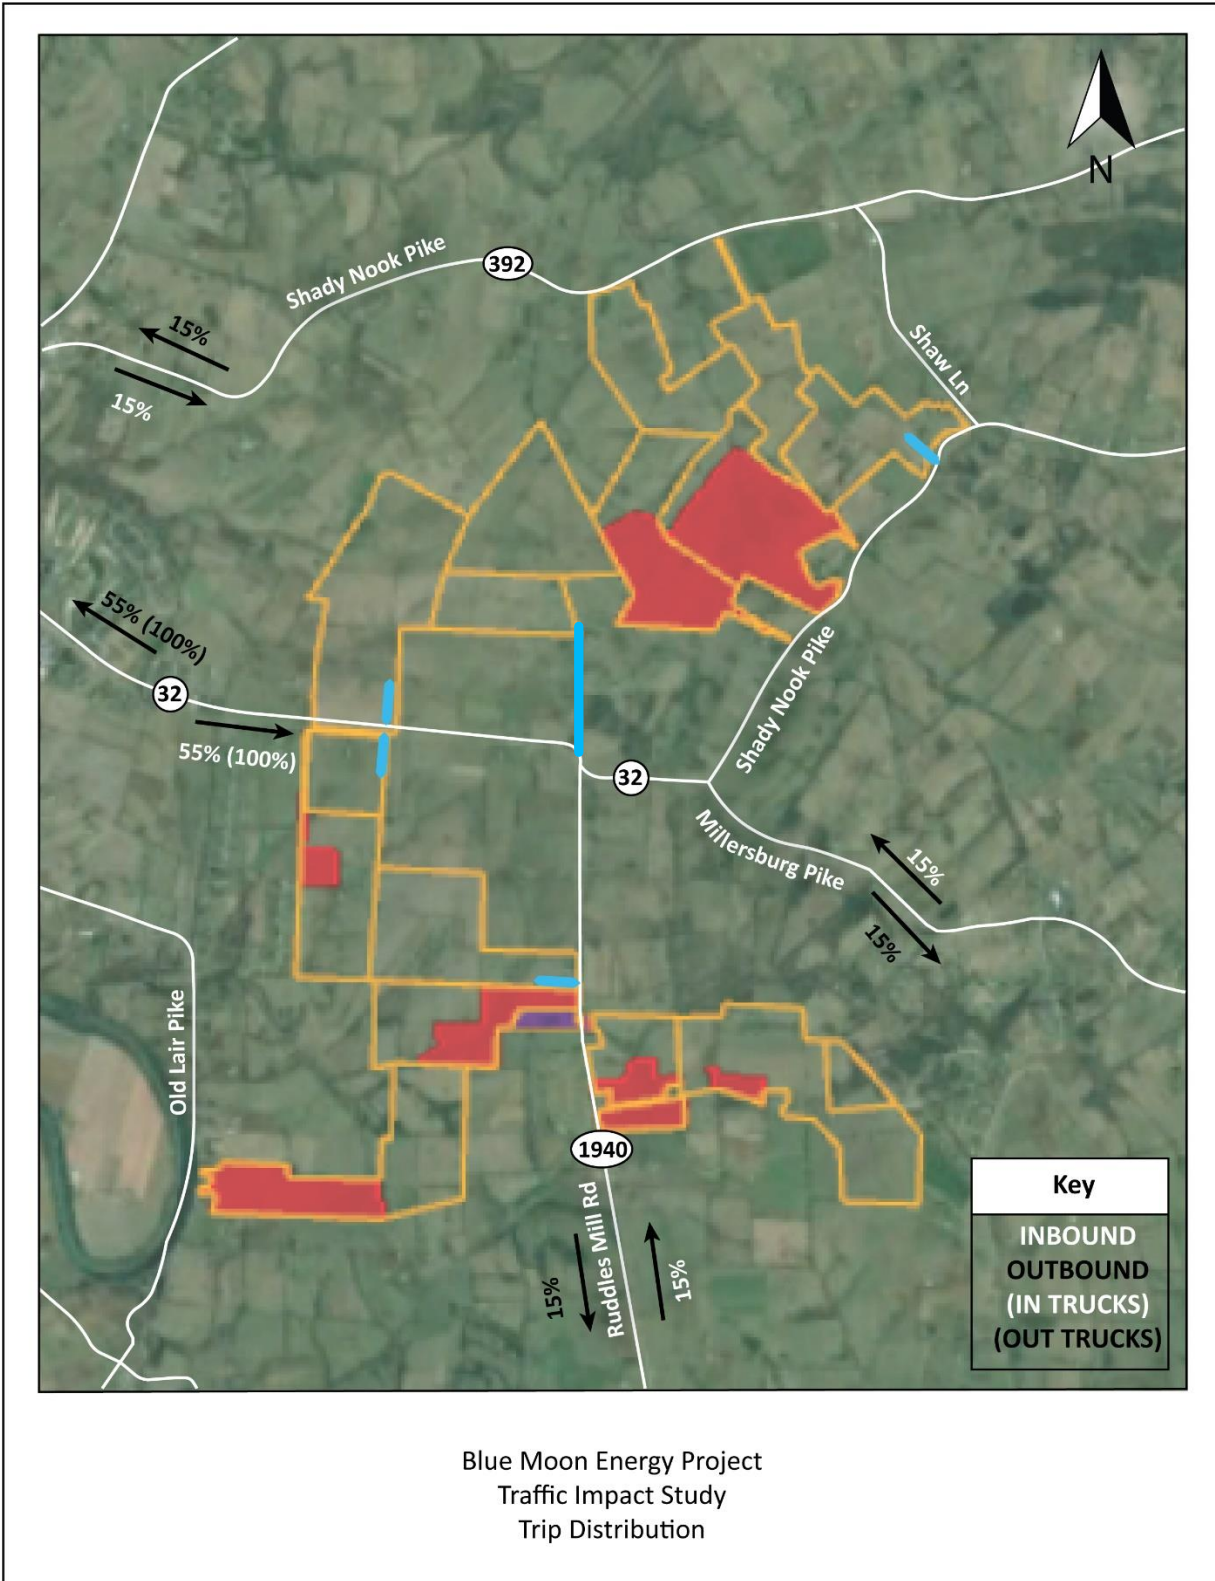 N
392
Shady Nook Pike
15%
15%
Shaw Ln
55% (100%)
32
55% (100%)
Shady Nook Pike
32
Millersburg Pike
15%
15%
Old Lair Pike
1940
Ruddles Mill Rd
15%
15%
Key
INBOUND
OUTBOUND
(IN TRUCKS)
(OUT TRUCKS)
Blue Moon Energy Project
Traffic Impact Study
Trip Distribution